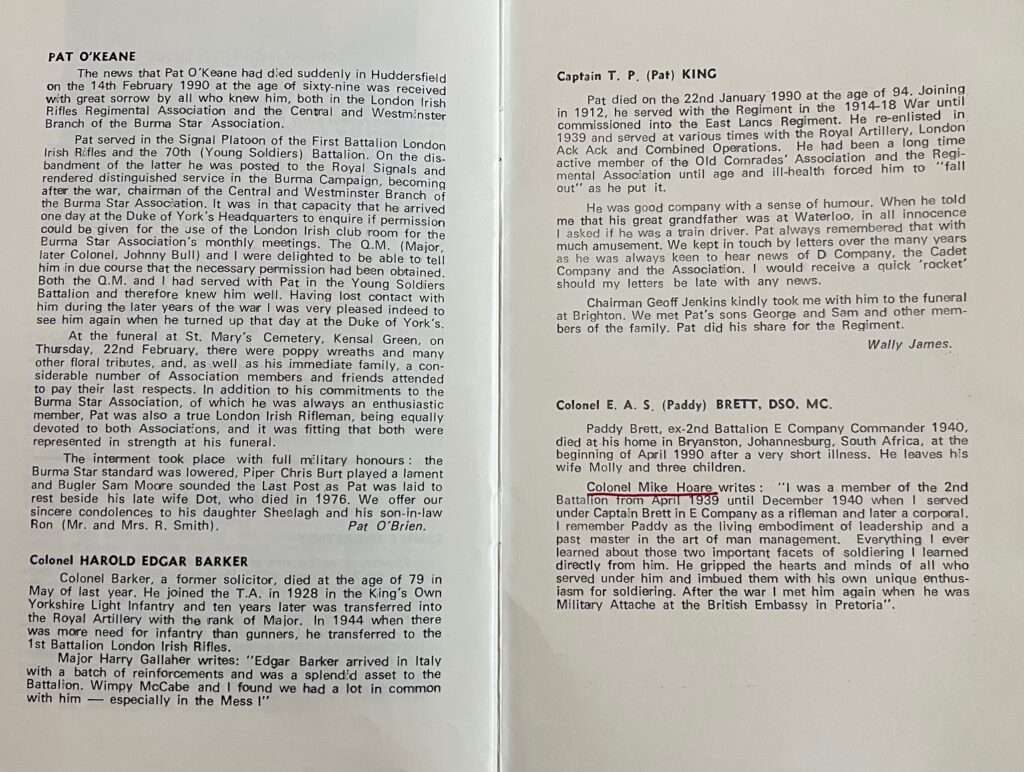 PAT O'KEANE
The news that Pat O'Keane had died suddenly in Huddersfield
on the 14th February 1990 at the age of sixty-nine was received
with great sorrow by all who knew him, both in the London Irish
Rifles Regimental Association and the Central and Westminster
Branch of the Burma Star Association.
Pat served in the Signal Platoon of the First Battalion London
Irish Rifles and the 70th (Young Soldiers) Battalion. On the dis-
bandment of the latter he was posted to the Royal Signals and
rendered distinguished service in the Burma Campaign, becoming
after the war, chairman of the Central and Westminster Branch of
the Burma Star Association. It was in that capacity that he arrived
one day at the Duke of York's Headquarters to enquire if permission
could be given for the use of the London Irish club room for the
Burma Star Association's monthly meetings. The Q.M. (Major,
later Colonel, Johnny Bull) and I were delighted to be able to tell
him in due course that the necessary permission had been obtained.
Both the Q.M. and I had served with Pat in the Young Soldiers
Battalion and therefore knew him well. Having lost contact with
him during the later years of the war I was very pleased indeed to
see him again when he turned up that day at the Duke of York's.
At the funeral at St. Mary's Cemetery, Kensal Green, on
Thursday, 22nd February, there were poppy wreaths and many
other floral tributes, and, as well as his immediate family, a con-
siderable number of Association members and friends attended
to pay their last respects. In addition to his commitments to the
Burma Star Association, of which he was always an enthusiastic
member, Pat was also a true London Irish Rifleman, being equally
devoted to both Associations, and it was fitting that both were
represented in strength at his funeral.
The interment took place with full military honours : the
Burma Star standard was lowered, Piper Chris Burt played a lament
and Bugler Sam Moore sounded the Last Post as Pat was laid to
rest beside his late wife Dot, who died in 1976. We offer our
sincere condolences to his daughter Sheelagh and his son-in-law
Ron (Mr. and Mrs. R. Smith). Pat O'Brien.
Colonel HAROLD EDGAR BARKER
Colonel Barker, a former solicitor, died at the age of 79 in
May of last year. He joined the T.A. in 1928 in the King's Own
Yorkshire Light Infantry and ten years later was transferred into
the Royal Artillery with the rank of Major. In 1944 when there
was more need for infantry than gunners, he transferred to the
1st Battalion London Irish Rifles.
Major Harry Gallaher writes: "Edgar Barker arrived in Italy
with a batch of reinforcements and was a splendid asset to the
Battalion. Wimpy McCabe and I found we had a lot in common
with him — especially in the Mess !"
Captain T. P. (Pat) KING
Pat died on the 22nd January 1990 at the age of 94. Joining
in 1912, he served with the Regiment in the 1914-18 War until
commissioned into the East Lancs Regiment. He re-enlisted in
1939 and served at various times with the Royal Artillery, London
Ack Ack and Combined Operations. He had been a long time
active member of the Old Comrades' Association and the Regi-
mental Association until age and ill-health forced him to "fall
out" as he put it.
He was good company with a sense of humour. When he told
me that his great grandfather was at Waterloo, in all innocence
I asked if he was a train driver. Pat always remembered that with
much amusement. We kept in touch by letters over the many years
as he was always keen to hear news of D Company, the Cadet
Company and the Association. I would receive a quick 'rocket'
should my letters be late with any news.
Chairman Geoff Jenkins kindly took me with him to the funeral
at Brighton. We met Pat's sons George and Sam and other mem-
bers of the family. Pat did his share for the Regiment.
Wally James.
Colonel E. A. S. (Paddy) BRETT, DSO, MC.
Paddy Brett, ex-2nd Battalion E Company Commander 1940,
died at his home in Bryanston, Johannesburg, South Africa, at the
beginning of April 1990 after a very short illness. He leaves his
wife Molly and three children.
Colonel Mike Hoare writes : "I was a member of the 2nd
Battalion from April 1939 until December 1940 when I served
under Captain Brett in E Company as a rifleman and later a corporal.
I remember Paddy as the living embodiment of leadership and a
past master in the art of man management. Everything I ever
learned about those two important facets of soldiering I learned
directly from him. He gripped the hearts and minds of all who
served under him and imbued them with his own unique enthus-
iasm for soldiering. After the war I met him again when he was
Military Attache at the British Embassy in Pretoria".